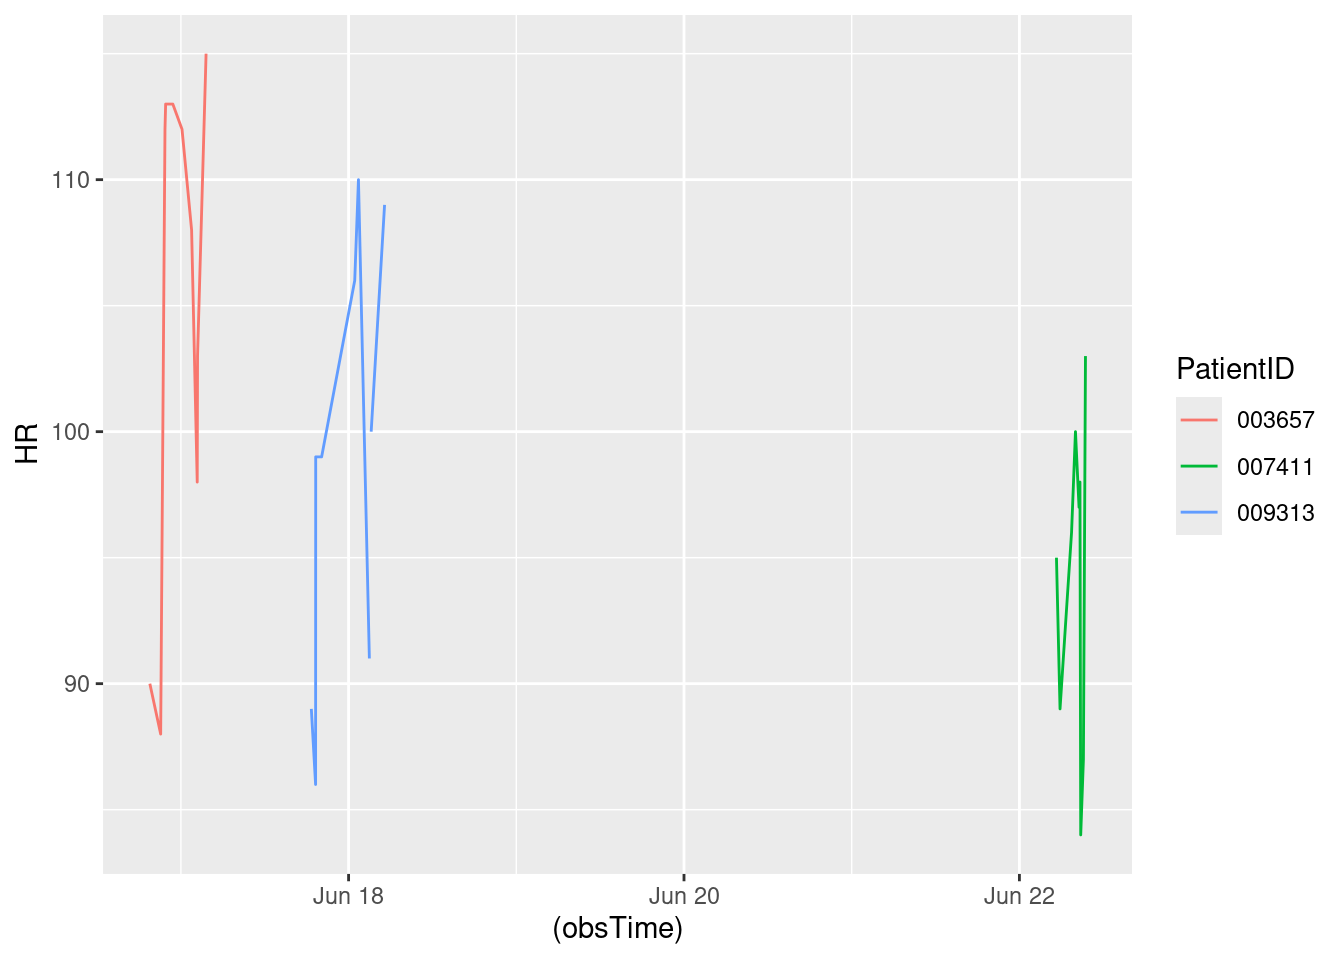 110
100
90
HR
Jun 18
Jun 20
Jun 22
(obsTime)
PatientID
003657
007411
009313